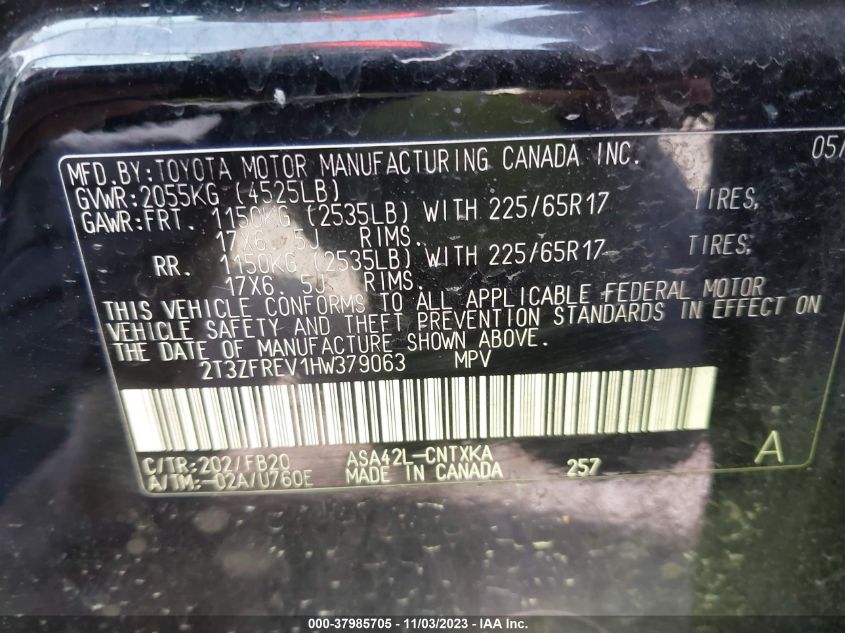 MFD.BY:TOYOTA MOTOR MANUFACTURING CANADA INC. 05/
GVWR:2055KG (4525LB)
GAWR:FRT. 1150KG (2535LB) WITH 225/65R17 TIRES,
17X6. 5J RIMS.
RR. 1150KG (2535LB) WITH 225/65R17 TIRES,
17X6. 5J RIMS.
THIS VEHICLE CONFORMS TO ALL APPLICABLE FEDERAL MOTOR
VEHICLE SAFETY AND THEFT PREVENTION STANDARDS IN EFFECT ON
THE DATE OF MANUFACTURE SHOWN ABOVE.
2T3ZFREV1HW379063 MPV
C/TR:202/FB20 ASA42L-CNTXKA A
A/TM:-02A/U760E MADE IN CANADA 257
000-37985705 - 11/03/2023 - IAA Inc.